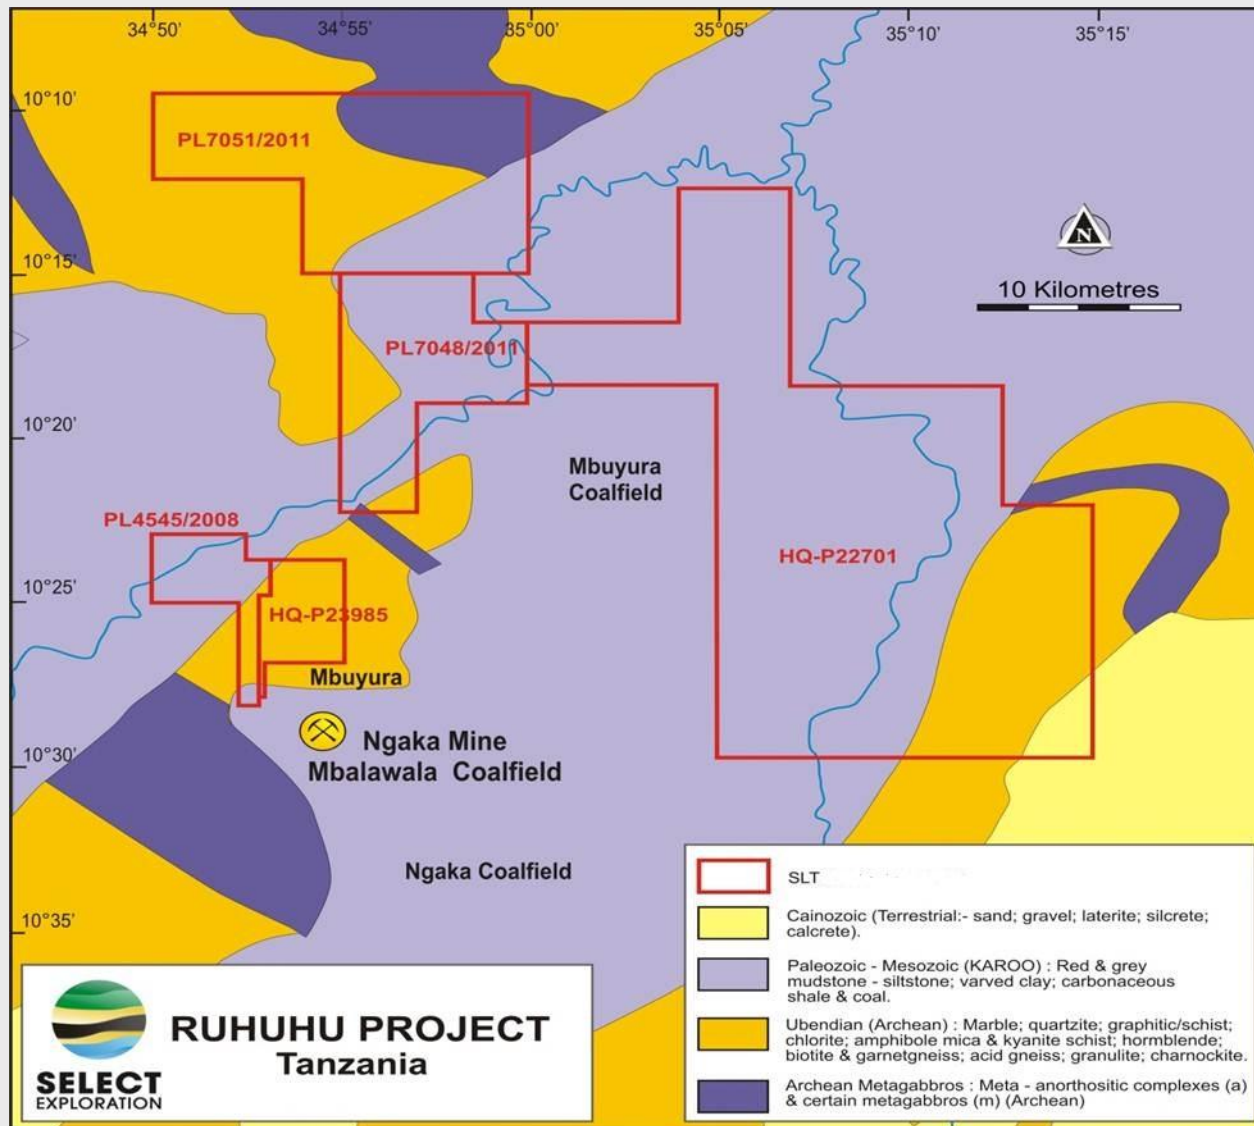 34°50' 34°55' 35°00' 35°05' 35°10' 35°15'
10°10'
PL7051/2011
N
10°15'
10 Kilometres
PL7048/2011
10°20'
Mbuyura
Coalfield
PL4545/2008
HQ-P22701
10°25'
HQ-P23985
Mbuyura
Ngaka Mine
Mbalawala Coalfield
10°30'
Ngaka Coalfield
10°35'
SLT
Cainozoic (Terrestrial:- sand; gravel; laterite; silcrete;
calcrete).
Paleozoic - Mesozoic (KAROO) : Red & grey
mudstone - siltstone; varved clay; carbonaceous
shale & coal.
Ubendian (Archean) : Marble; quartzite; graphitic/schist;
chlorite; amphibole mica & kyanite schist; hormblende;
biotite & garnetgneiss; acid gneiss; granulite; charnockite.
Archean Metagabbros : Meta - anorthositic complexes (a)
& certain metagabbros (m) (Archean)
RUHUHU PROJECT
Tanzania
SELECT
EXPLORATION